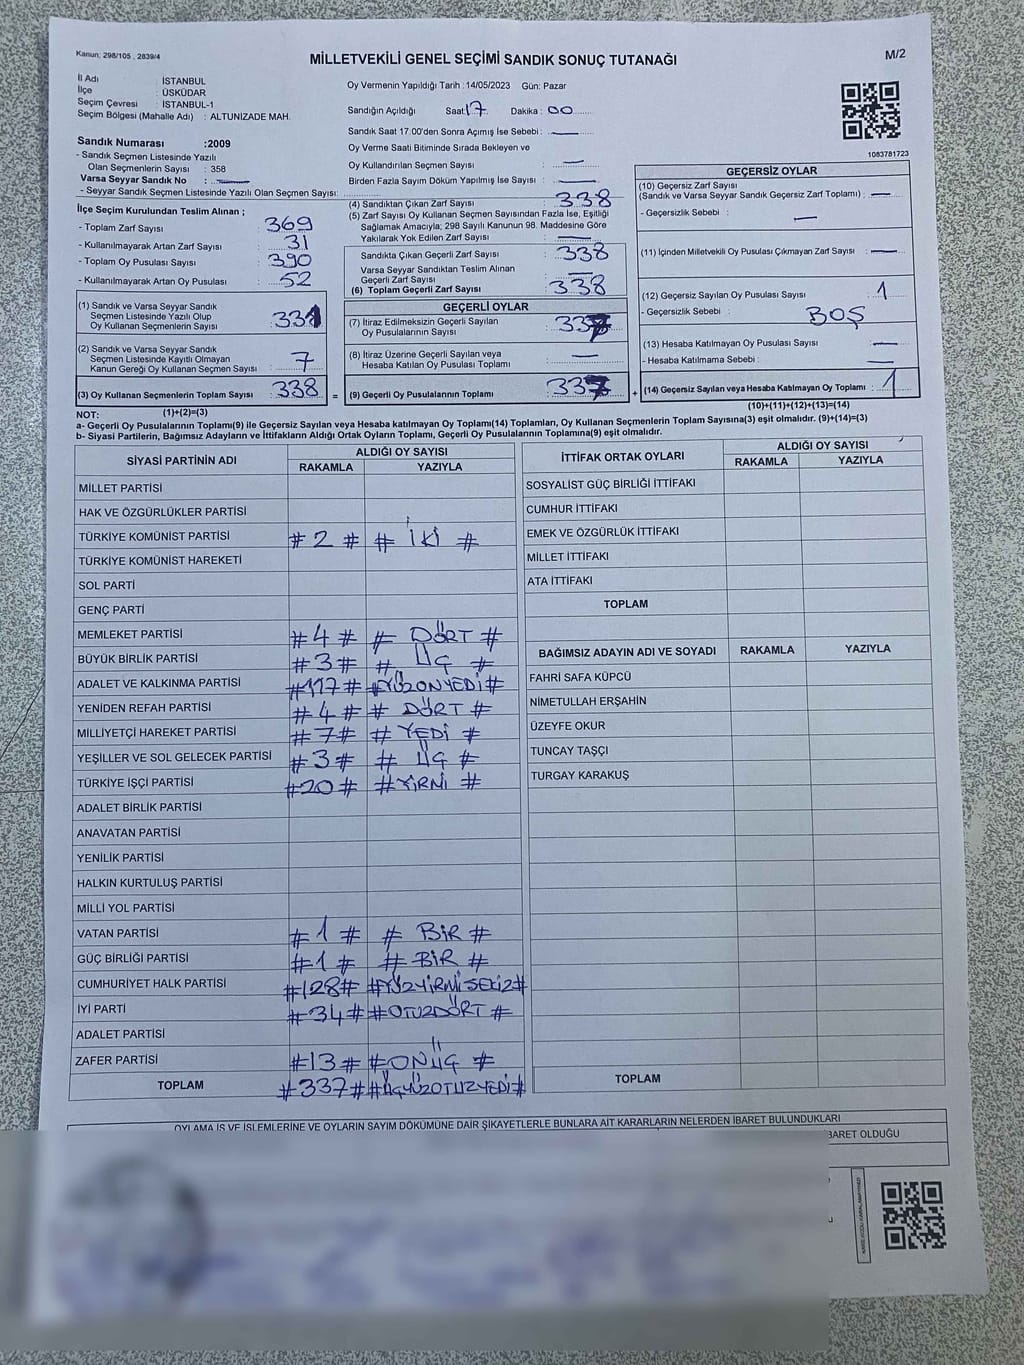 Kanun; 298/105 , 2839/4
MİLLETVEKİLİ GENEL SEÇİMİ SANDIK SONUÇ TUTANAĞI
M/2
İl Adı : İSTANBUL
İlçe : ÜSKÜDAR
Seçim Çevresi : İSTANBUL-1
Seçim Bölgesi (Mahalle Adı) : ALTUNİZADE MAH.
Oy Vermenin Yapıldığı Tarih :14/05/2023 Gün: Pazar
Sandığın Açıldığı Saat: 17 Dakika : 00
Sandık Saat 17.00'den Sonra Açımış İse Sebebi : —
Oy Verme Saati Bitiminde Sırada Bekleyen ve
Oy Kullandırılan Seçmen Sayısı : —
Birden Fazla Sayım Döküm Yapılmış İse Sayısı : —
1083781723
Sandık Numarası :2009
- Sandık Seçmen Listesinde Yazılı
Olan Seçmenlerin Sayısı : 358
Varsa Seyyar Sandık No : —
- Seyyar Sandık Seçmen Listesinde Yazılı Olan Seçmen Sayısı:
İlçe Seçim Kurulundan Teslim Alınan ;
- Toplam Zarf Sayısı : 369
- Kullanılmayarak Artan Zarf Sayısı : 31
- Toplam Oy Pusulası Sayısı : 390
- Kullanılmayarak Artan Oy Pusulası : 52
(1) Sandık ve Varsa Seyyar Sandık
Seçmen Listesinde Yazılı Olup
Oy Kullanan Seçmenlerin Sayısı : 331
(2) Sandık ve Varsa Seyyar Sandık
Seçmen Listesinde Kayıtlı Olmayan
Kanun Gereği Oy Kullanan Seçmen Sayısı : 7
(3) Oy Kullanan Seçmenlerin Toplam Sayısı : 338
(1)+(2)=(3)
(4) Sandıktan Çıkan Zarf Sayısı : 338
(5) Zarf Sayısı Oy Kullanan Seçmen Sayısından Fazla İse, Eşitliği
Sağlamak Amacıyla; 298 Sayılı Kanunun 98. Maddesine Göre
Yakılarak Yok Edilen Zarf Sayısı : —
Sandıkta Çıkan Geçerli Zarf Sayısı : 338
Varsa Seyyar Sandıktan Teslim Alınan
Geçerli Zarf Sayısı : —
(6) Toplam Geçerli Zarf Sayısı : 338
GEÇERLİ OYLAR
(7) İtiraz Edilmeksizin Geçerli Sayılan
Oy Pusulalarının Sayısı : 337
(8) İtiraz Üzerine Geçerli Sayılan veya
Hesaba Katılan Oy Pusulası Toplamı : —
= (9) Geçerli Oy Pusulalarının Toplamı : 337
GEÇERSİZ OYLAR
(10) Geçersiz Zarf Sayısı
(Sandık ve Varsa Seyyar Sandık Geçersiz Zarf Toplamı) : —
- Geçersizlik Sebebi : —
(11) İçinden Milletvekili Oy Pusulası Çıkmayan Zarf Sayısı : —
(12) Geçersiz Sayılan Oy Pusulası Sayısı : 1
- Geçersizlik Sebebi : BOŞ
(13) Hesaba Katılmayan Oy Pusulası Sayısı : —
- Hesaba Katılmama Sebebi : —
+ (14) Geçersiz Sayılan veya Hesaba Katılmayan Oy Toplamı : 1
(10)+(11)+(12)+(13)=(14)
NOT:
a- Geçerli Oy Pusulalarının Toplamı(9) ile Geçersiz Sayılan veya Hesaba katılmayan Oy Toplamı(14) Toplamları, Oy Kullanan Seçmenlerin Toplam Sayısına(3) eşit olmalıdır. (9)+(14)=(3)
b- Siyasi Partilerin, Bağımsız Adayların ve İttifakların Aldığı Ortak Oyların Toplamı, Geçerli Oy Pusulalarının Toplamına(9) eşit olmalıdır.
SİYASİ PARTİNİN ADI
ALDIĞI OY SAYISI
RAKAMLA YAZIYLA
MİLLET PARTİSİ
HAK VE ÖZGÜRLÜKLER PARTİSİ
TÜRKİYE KOMÜNİST PARTİSİ # 2 # # İKİ #
TÜRKİYE KOMÜNİST HAREKETİ
SOL PARTİ
GENÇ PARTİ
MEMLEKET PARTİSİ # 4 # # DÖRT #
BÜYÜK BİRLİK PARTİSİ # 3 # # ÜÇ #
ADALET VE KALKINMA PARTİSİ #117# #YÜZONYEDİ#
YENİDEN REFAH PARTİSİ # 4 # # DÖRT #
MİLLİYETÇİ HAREKET PARTİSİ # 7 # # YEDİ #
YEŞİLLER VE SOL GELECEK PARTİSİ # 3 # # ÜÇ #
TÜRKİYE İŞÇİ PARTİSİ #20# #YİRMİ #
ADALET BİRLİK PARTİSİ
ANAVATAN PARTİSİ
YENİLİK PARTİSİ
HALKIN KURTULUŞ PARTİSİ
MİLLİ YOL PARTİSİ
VATAN PARTİSİ # 1 # # BİR #
GÜÇ BİRLİĞİ PARTİSİ # 1 # # BİR #
CUMHURİYET HALK PARTİSİ #128# #YÜZYİRMİSEKİZ#
İYİ PARTİ #34# #OTUZDÖRT #
ADALET PARTİSİ
ZAFER PARTİSİ #13# #ONÜÇ #
TOPLAM #337# #ÜÇYÜZOTUZYEDİ#
İTTİFAK ORTAK OYLARI
ALDIĞI OY SAYISI
RAKAMLA YAZIYLA
SOSYALİST GÜÇ BİRLİĞİ İTTİFAKI
CUMHUR İTTİFAKI
EMEK VE ÖZGÜRLÜK İTTİFAKI
MİLLET İTTİFAKI
ATA İTTİFAKI
TOPLAM
BAĞIMSIZ ADAYIN ADI VE SOYADI RAKAMLA YAZIYLA
FAHRİ SAFA KÜPCÜ
NİMETULLAH ERŞAHİN
ÜZEYFE OKUR
TUNCAY TAŞÇI
TURGAY KARAKUŞ
TOPLAM
OYLAMA İŞ VE İŞLEMLERİNE VE OYLARIN SAYIM DÖKÜMÜNE DAİR ŞİKAYETLERLE BUNLARA AİT KARARLARIN NELERDEN İBARET BULUNDUKLARI
BARET OLDUĞU